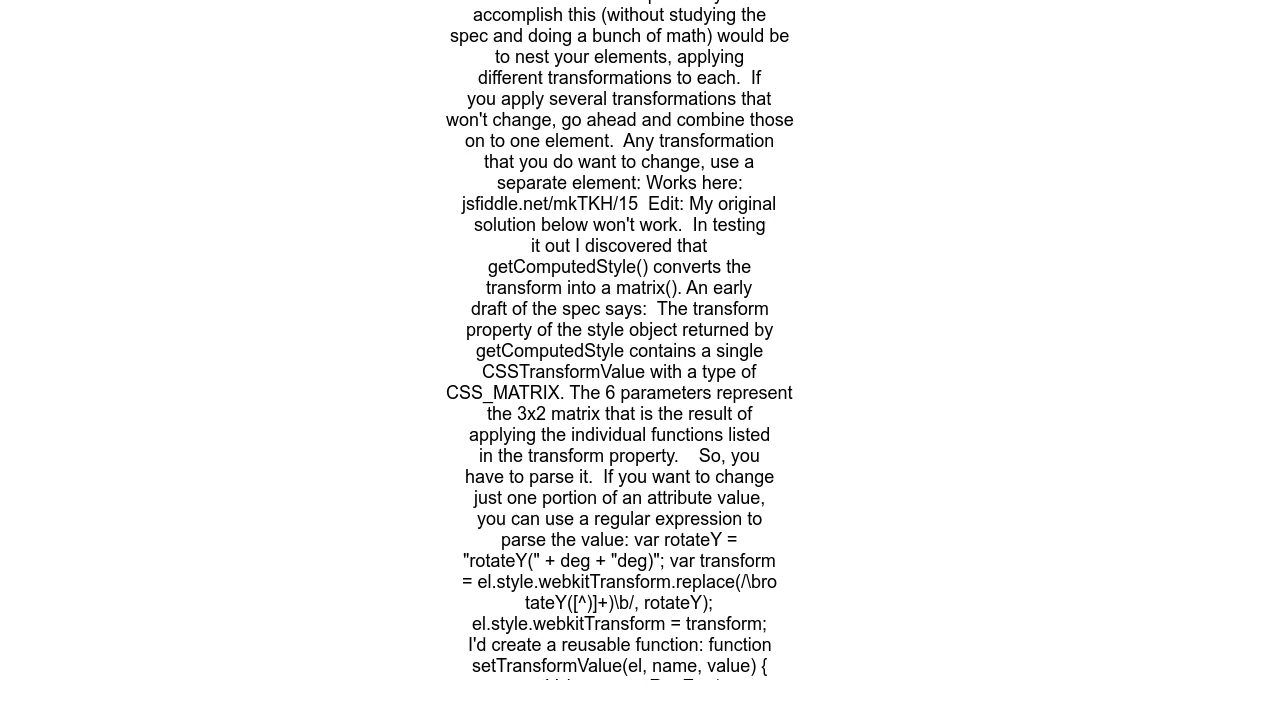 accomplish this (without studying the
spec and doing a bunch of math) would be
to nest your elements, applying
different transformations to each.  If
you apply several transformations that
won't change, go ahead and combine those
on to one element.  Any transformation
that you do want to change, use a
separate element: Works here:
jsfiddle.net/mkTKH/15  Edit: My original
solution below won't work.  In testing
it out I discovered that
getComputedStyle() converts the
transform into a matrix(). An early
draft of the spec says:  The transform
property of the style object returned by
getComputedStyle contains a single
CSSTransformValue with a type of
CSS_MATRIX. The 6 parameters represent
the 3x2 matrix that is the result of
applying the individual functions listed
in the transform property.    So, you
have to parse it.  If you want to change
just one portion of an attribute value,
you can use a regular expression to
parse the value: var rotateY =
"rotateY(" + deg + "deg)"; var transform
= el.style.webkitTransform.replace(/\bro
tateY([^)]+)\b/, rotateY);
el.style.webkitTransform = transform;
I'd create a reusable function: function
setTransformValue(el, name, value) {